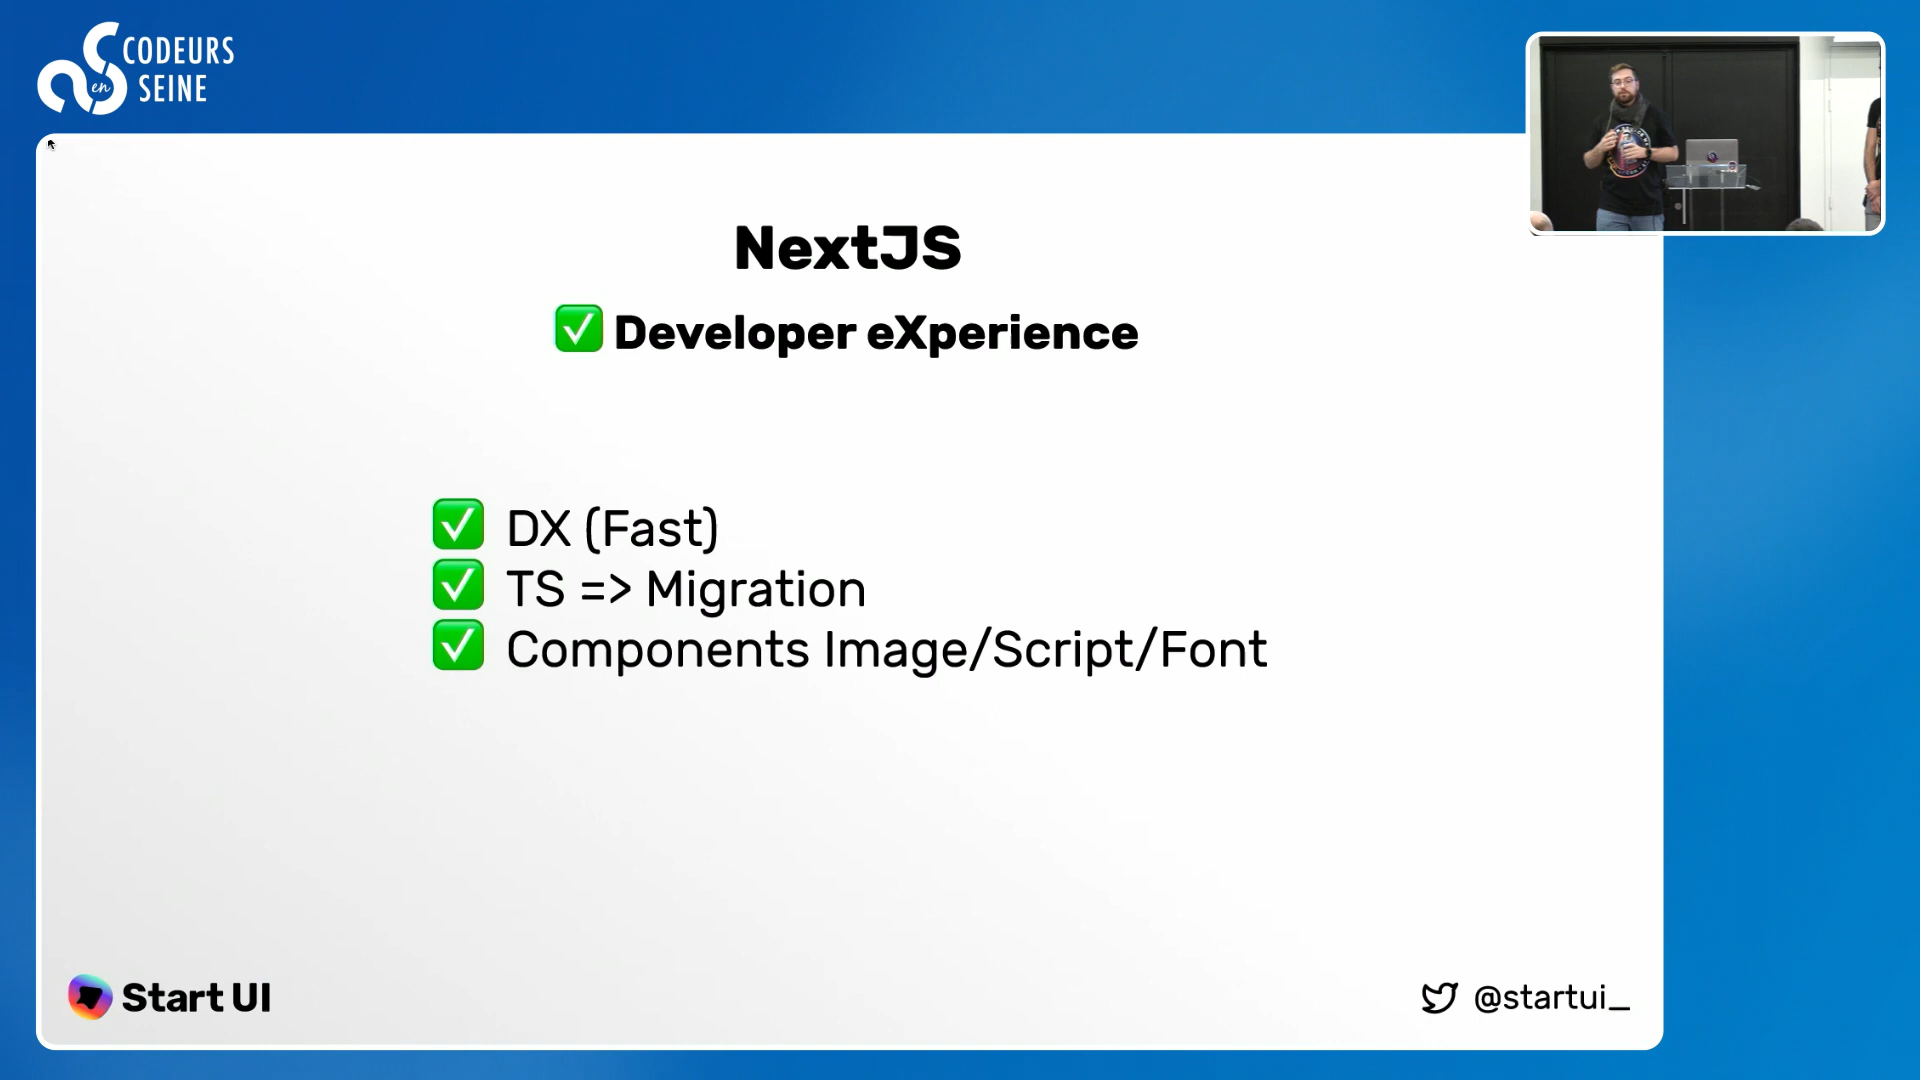 CODEURS
en SEINE
NextJS
✅ Developer eXperience
✅ DX (Fast)
✅ TS => Migration
✅ Components Image/Script/Font
Start UI
@startui_